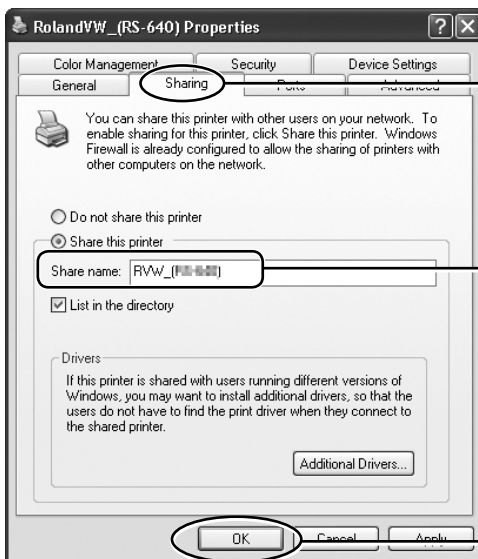 RolandVW_(RS-640) Properties
Color Management Security Device Settings
General Sharing Ports Advanced
You can share this printer with other users on your network. To
enable sharing for this printer, click Share this printer. Windows
Firewall is already configured to allow the sharing of printers with
other computers on the network.
Do not share this printer
Share this printer
Share name: RVW_(
List in the directory
Drivers
If this printer is shared with users running different versions of
Windows, you may want to install additional drivers, so that the
users do not have to find the print driver when they connect to
the shared printer.
Additional Drivers...
OK Cancel Apply